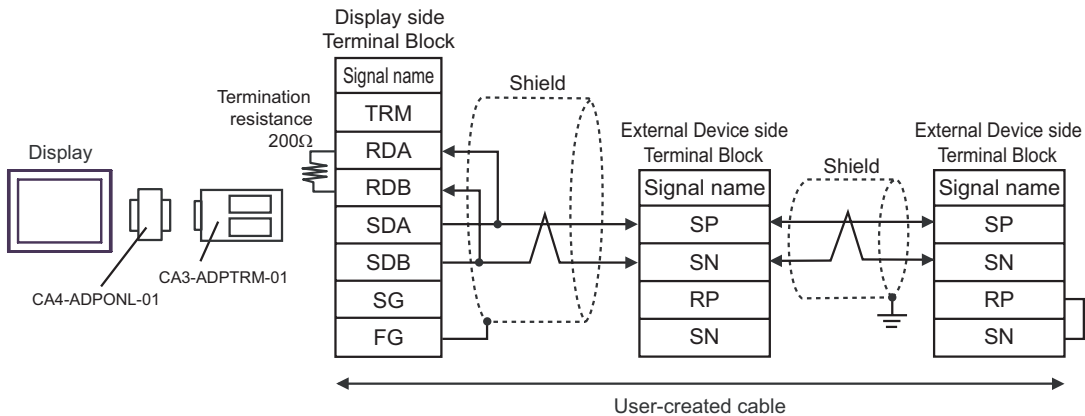 Display side
Terminal Block
Signal name
TRM
RDA
RDB
SDA
SDB
SG
FG
Termination
resistance
200Ω
Display
CA4-ADPONL-01
CA3-ADPTRM-01
Shield
External Device side
Terminal Block
Signal name
SP
SN
RP
SN
Shield
External Device side
Terminal Block
Signal name
SP
SN
RP
SN
User-created cable